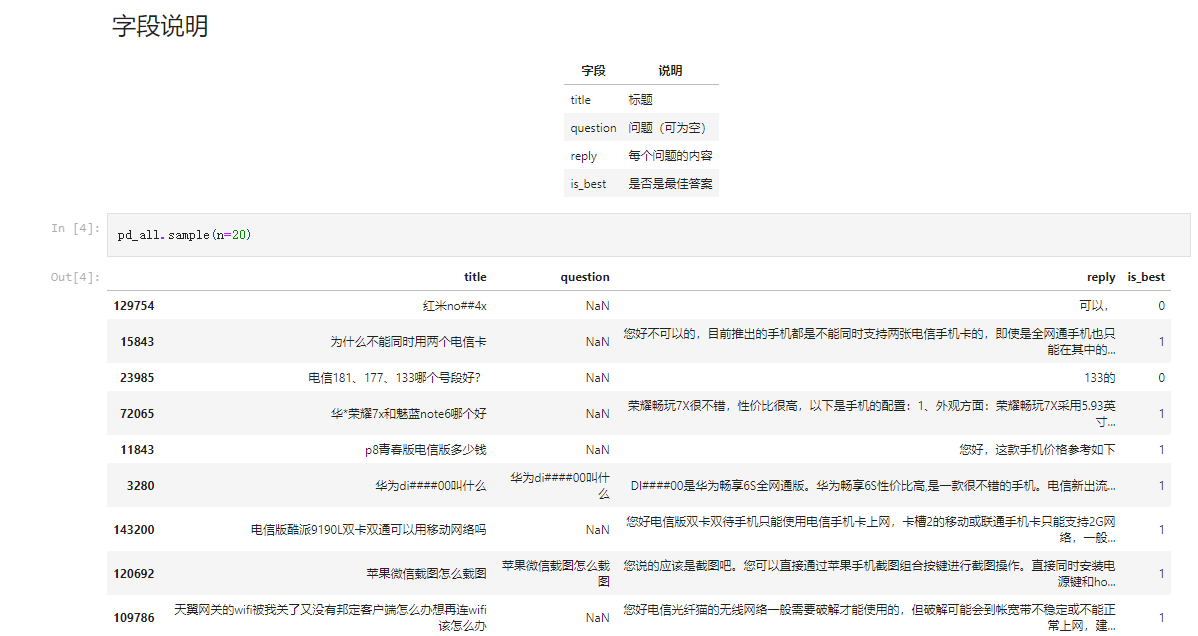 字段说明
字段 说明
title 标题
question 问题（可为空）
reply 每个问题的内容
is_best 是否是最佳答案
In [4]: pd_all.sample(n=20)
Out[4]:
title question reply is_best
129754 红米no##4x NaN 可以， 0
15843 为什么不能同时用两个电信卡 NaN 您好不可以的，目前推出的手机都是不能同时支持两张电信手机卡的，即使是全网通手机也只 1
能在其中的...
23985 电信181、177、133哪个号段好？ NaN 133的 0
72065 华*荣耀7x和魅蓝note6哪个好 NaN 荣耀畅玩7X很不错，性价比很高，以下是手机的配置：1、外观方面：荣耀畅玩7X采用5.93英 1
寸...
11843 p8青春版电信版多少钱 NaN 您好，这款手机价格参考如下 1
3280 华为di####00叫什么 华为di####00叫什 DI####00是华为畅享6S全网通版。华为畅享6S性价比高,是一款很不错的手机。电信新出流... 1
么
143200 电信版酷派9190L双卡双通可以用移动网络吗 NaN 您好电信版双卡双待手机只能使用电信手机卡上网，卡槽2的移动或联通手机卡只能支持2G网 1
络，一般...
120692 苹果微信载图怎么载图 苹果微信载图怎么载 您说的应该是截图吧。您可以直接通过苹果手机截图组合按键进行截图操作。直接同时安装电 1
图 源键和ho...
109786 天翼网关的wifi被我关了又没有邦定客户端怎么办想再连wifi NaN 您好电信光纤猫的无线网络一般需要破解才能使用的，但破解可能会到帐宽带不稳定或不能正 1
该怎么办 常上网，建...